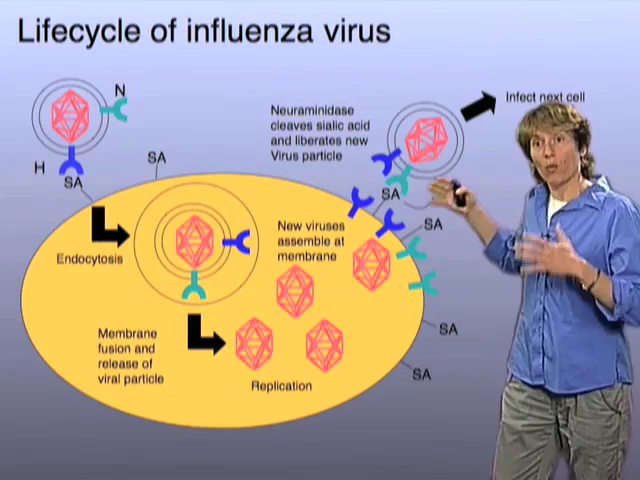 Lifecycle of influenza virus
N
H
SA
SA
Neuraminidase
cleaves sialic acid
and liberates new
Virus particle
Infect next cell
SA
SA
Endocytosis
New viruses
assemble at
membrane
Membrane
fusion and
release of
viral particle
Replication
SA
SA